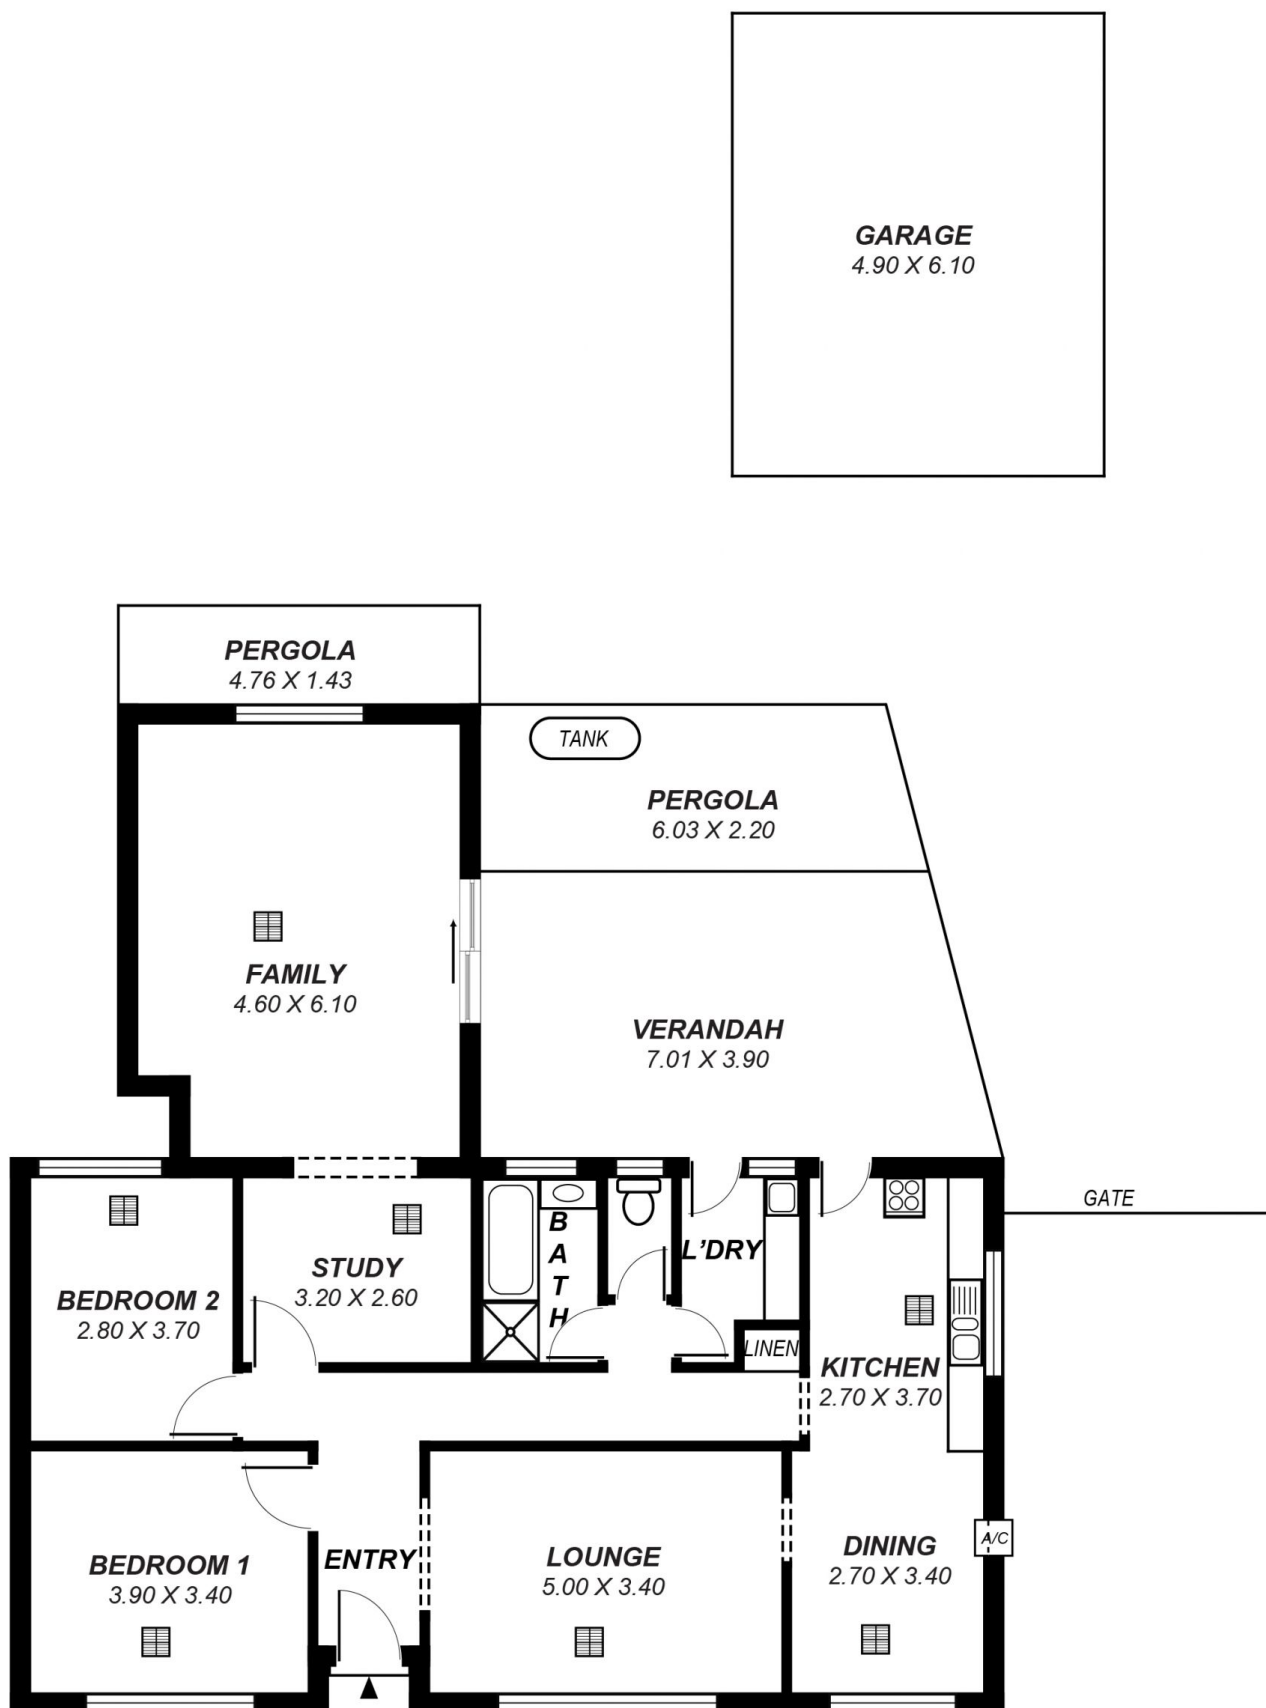 GARAGE
4.90 X 6.10
PERGOLA
4.76 X 1.43
TANK
PERGOLA
6.03 X 2.20
FAMILY
4.60 X 6.10
VERANDAH
7.01 X 3.90
GATE
BATH
L'DRY
STUDY
3.20 X 2.60
BEDROOM 2
2.80 X 3.70
LINEN
KITCHEN
2.70 X 3.70
BEDROOM 1
3.90 X 3.40
ENTRY
LOUNGE
5.00 X 3.40
DINING
2.70 X 3.40
A/C